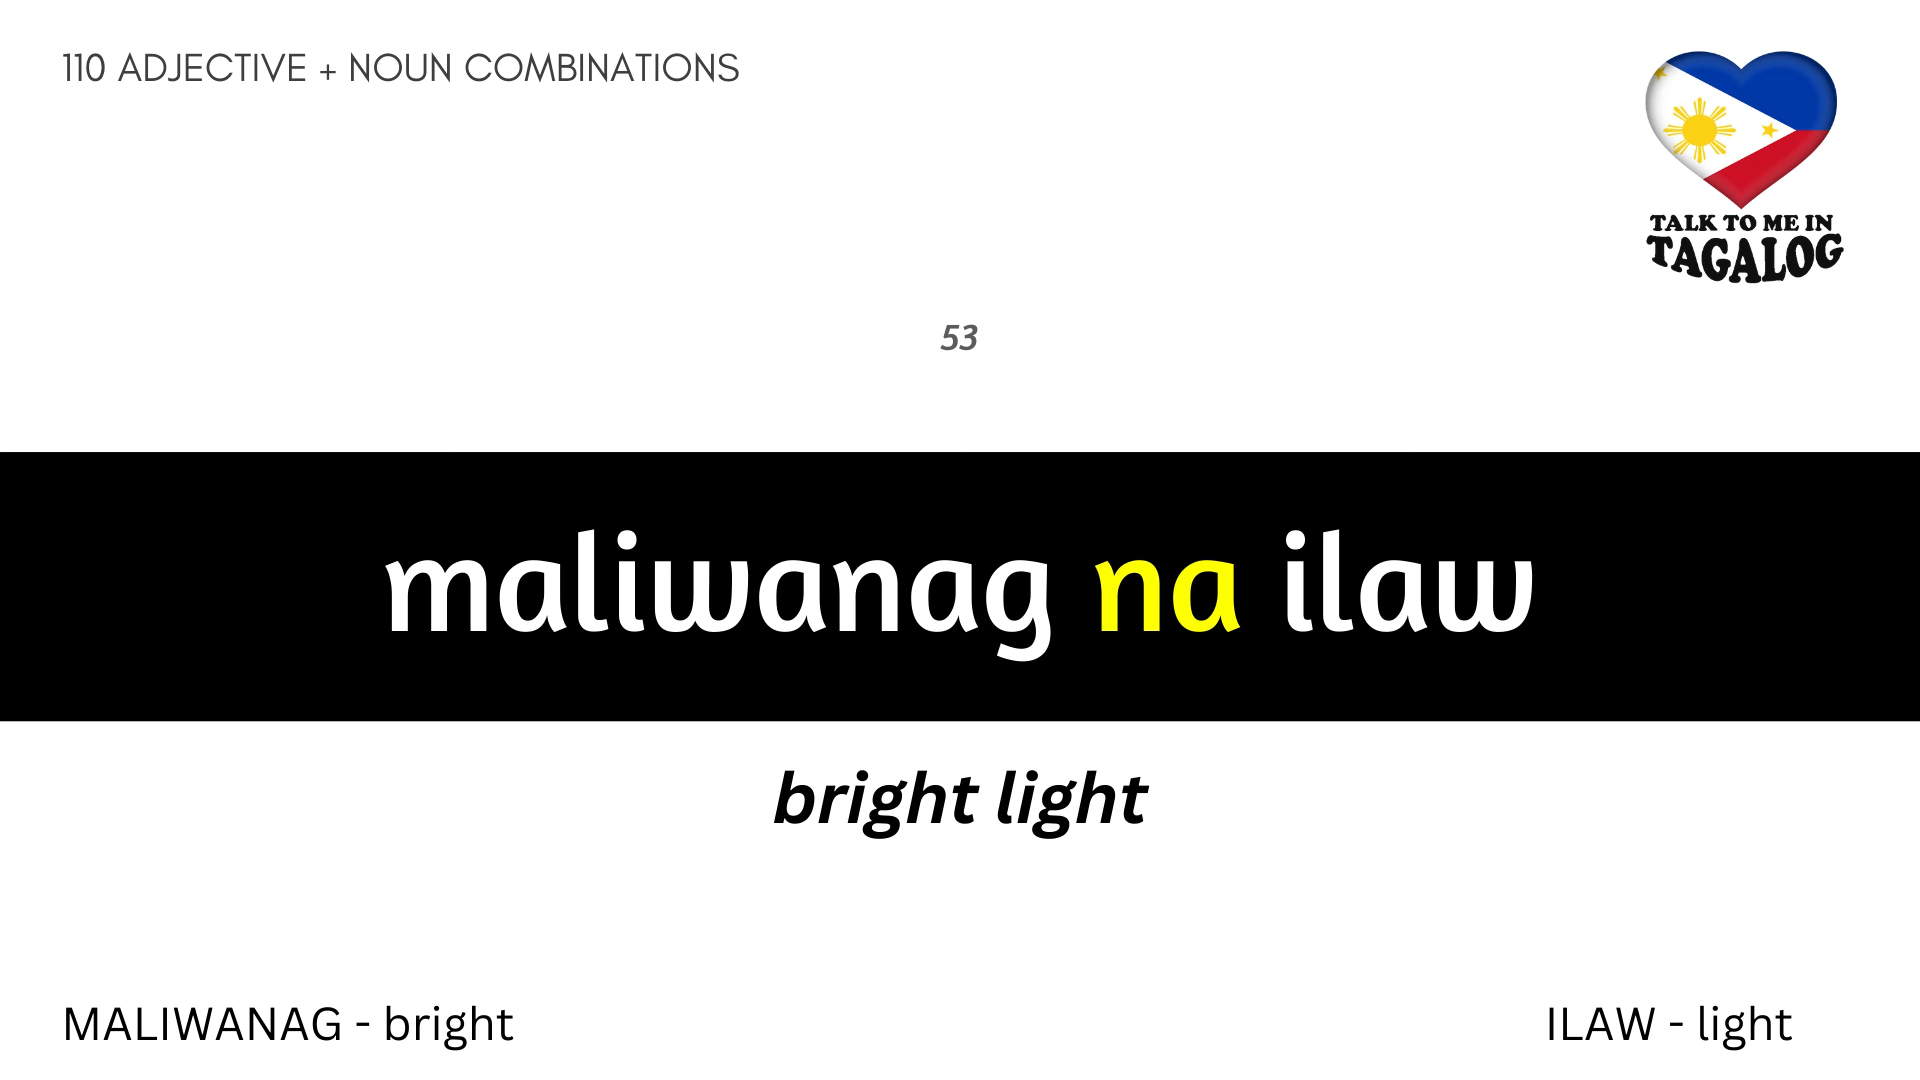 110 ADJECTIVE + NOUN COMBINATIONS
TALK TO ME IN
TAGALOG
53
maliwanag na ilaw
bright light
MALIWANAG - bright
ILAW - light